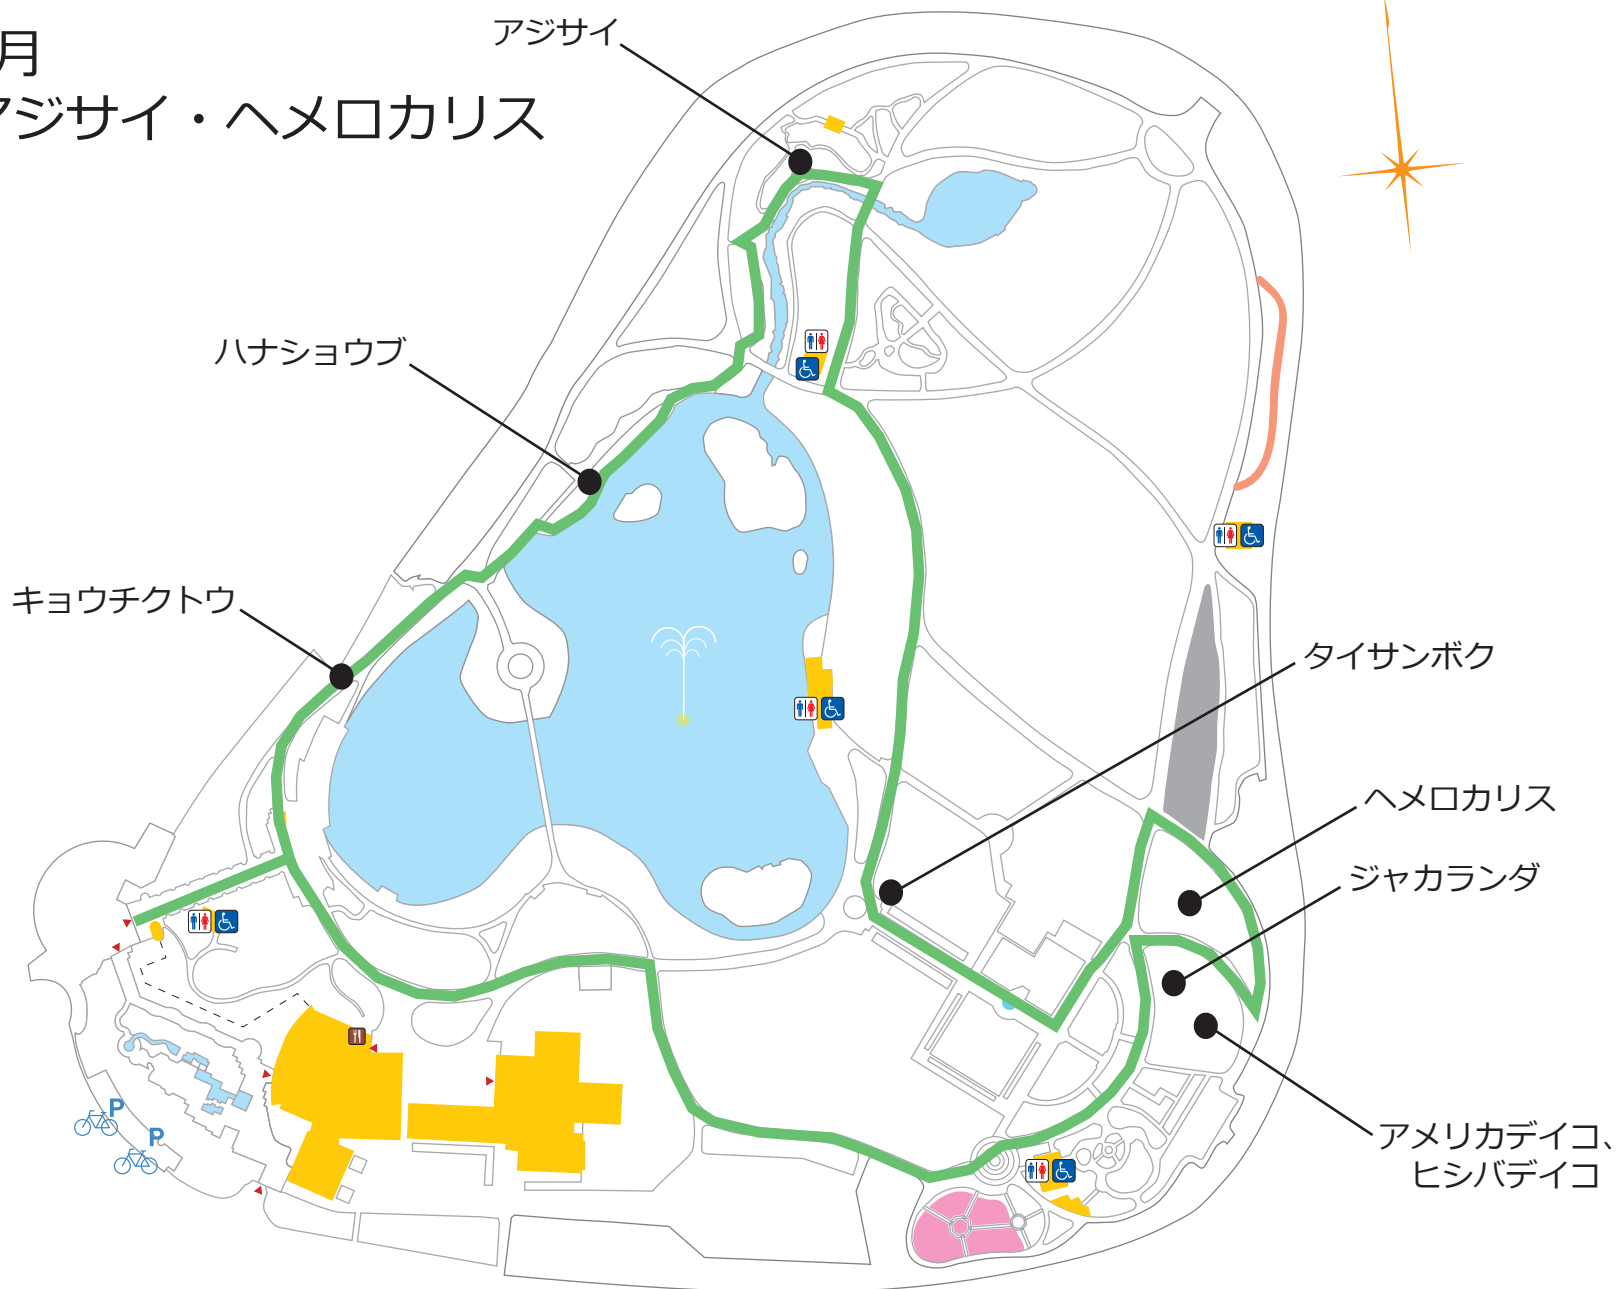 月
アジサイ・ヘメロカリス
アジサイ
ハナショウブ
キョウチクトウ
タイサンボク
ヘメロカリス
ジャカランダ
アメリカデイコ、
ヒシバデイコ
P
P